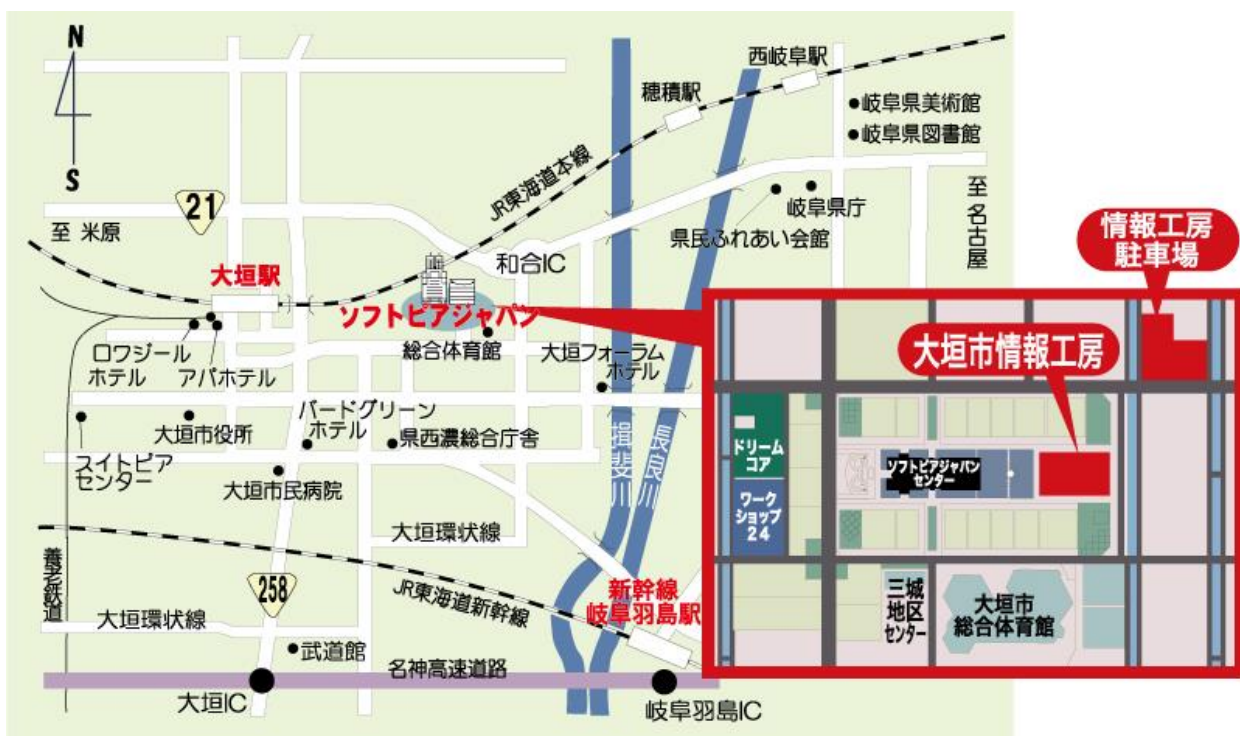 N
S
21
至 米原
大垣駅
JR東海道本線
穂積駅
西岐阜駅
岐阜県美術館
岐阜県図書館
岐阜県庁
県民ふれあい会館
至 名古屋
和合IC
ソフトピアジャパン
総合体育館
大垣フォーラム
ホテル
ロワジール
ホテル
アパホテル
大垣市役所
バードグリーン
ホテル
県西濃総合庁舎
スイトピア
センター
大垣市民病院
揖斐川
長良川
大垣環状線
養老鉄道
258
JR東海道新幹線
新幹線
岐阜羽島駅
大垣環状線
武道館
名神高速道路
大垣IC
岐阜羽島IC
情報工房
駐車場
大垣市情報工房
ドリーム
コア
ソフトピアジャパン
センター
ワーク
ショップ
24
三城
地区
センター
大垣市
総合体育館